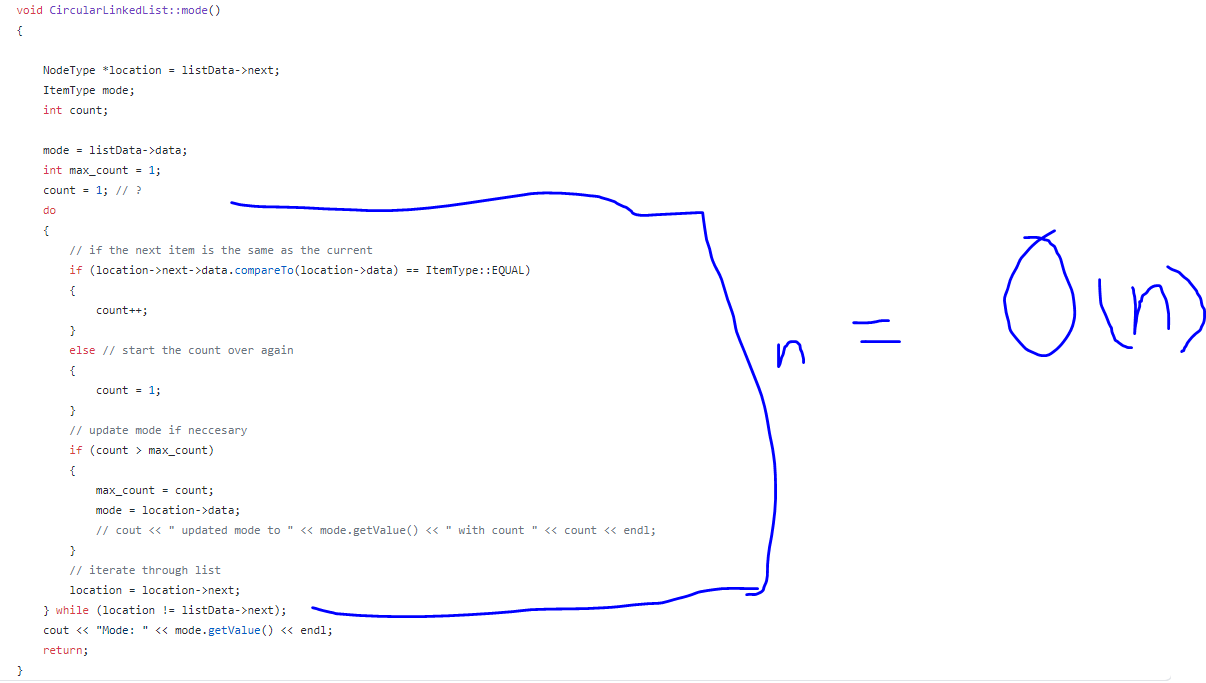 void CircularLinkedList::mode()
{
NodeType *location = listData->next;
ItemType mode;
int count;
mode = listData->data;
int max_count = 1;
count = 1; // ?
do
{
// if the next item is the same as the current
if (location->next->data.compareTo(location->data) == ItemType::EQUAL)
{
count++;
}
else // start the count over again
{
count = 1;
}
// update mode if neccesary
if (count > max_count)
{
max_count = count;
mode = location->data;
// cout << " updated mode to " << mode.getValue() << " with count " << count << endl;
}
// iterate through list
location = location->next;
} while (location != listData->next);
cout << "Mode: " << mode.getValue() << endl;
return;
}
n = O(n)